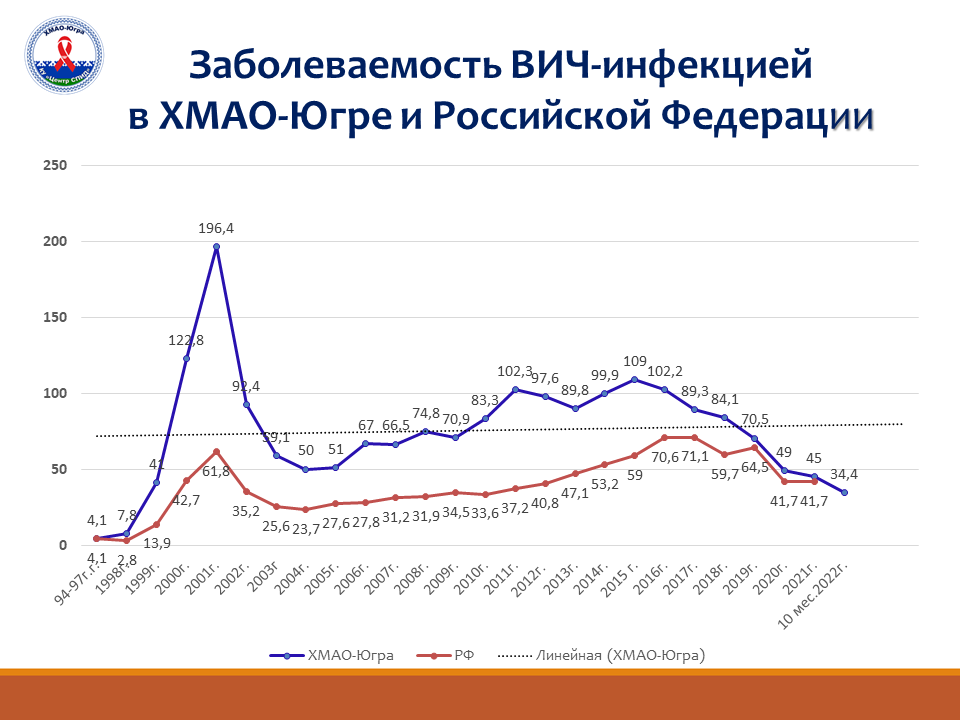 ХМАО-Югра
Заболеваемость ВИЧ-инфекцией
в ХМАО-Югре и Российской Федерации
250
200
150
100
50
0
4,1
7,8
41
122,8
196,4
92,4
59,1
50
51
67
66,5
74,8
70,9
83,3
102,3
97,6
89,8
99,9
109
102,2
89,3
84,1
70,5
49
45
34,4
4,1
2,8
13,9
42,7
61,8
35,2
25,6
23,7
27,6
27,8
31,2
31,9
34,5
33,6
37,2
40,8
47,1
53,2
59
70,6
71,1
59,7
64,5
41,7
41,7
94-97г.г.
1998г.
1999г.
2000г.
2001г.
2002г.
2003г
2004г.
2005г.
2006г.
2007г.
2008г.
2009г.
2010г.
2011г.
2012г.
2013г.
2014г.
2015 г.
2016г.
2017г.
2018г.
2019г.
2020г.
2021г.
10 мес.2022г.
ХМАО-Югра
РФ
Линейная (ХМАО-Югра)